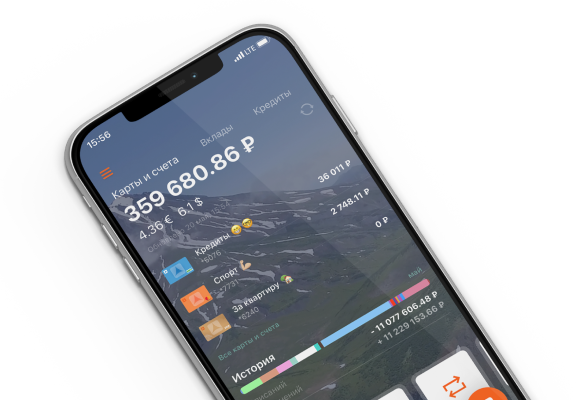 15:56
LTE
Карты и счета
Вклады
Кредиты
359 680.86 ₽
4.36 € 6.1 $
Кредиты
36 011 ₽
*6076
Спорт
2 748.11 ₽
*7731
За квартиру
0 ₽
*6240
Все карты и счета
История
май
- 11 077 606.48 ₽
+ 11 229 153.66 ₽